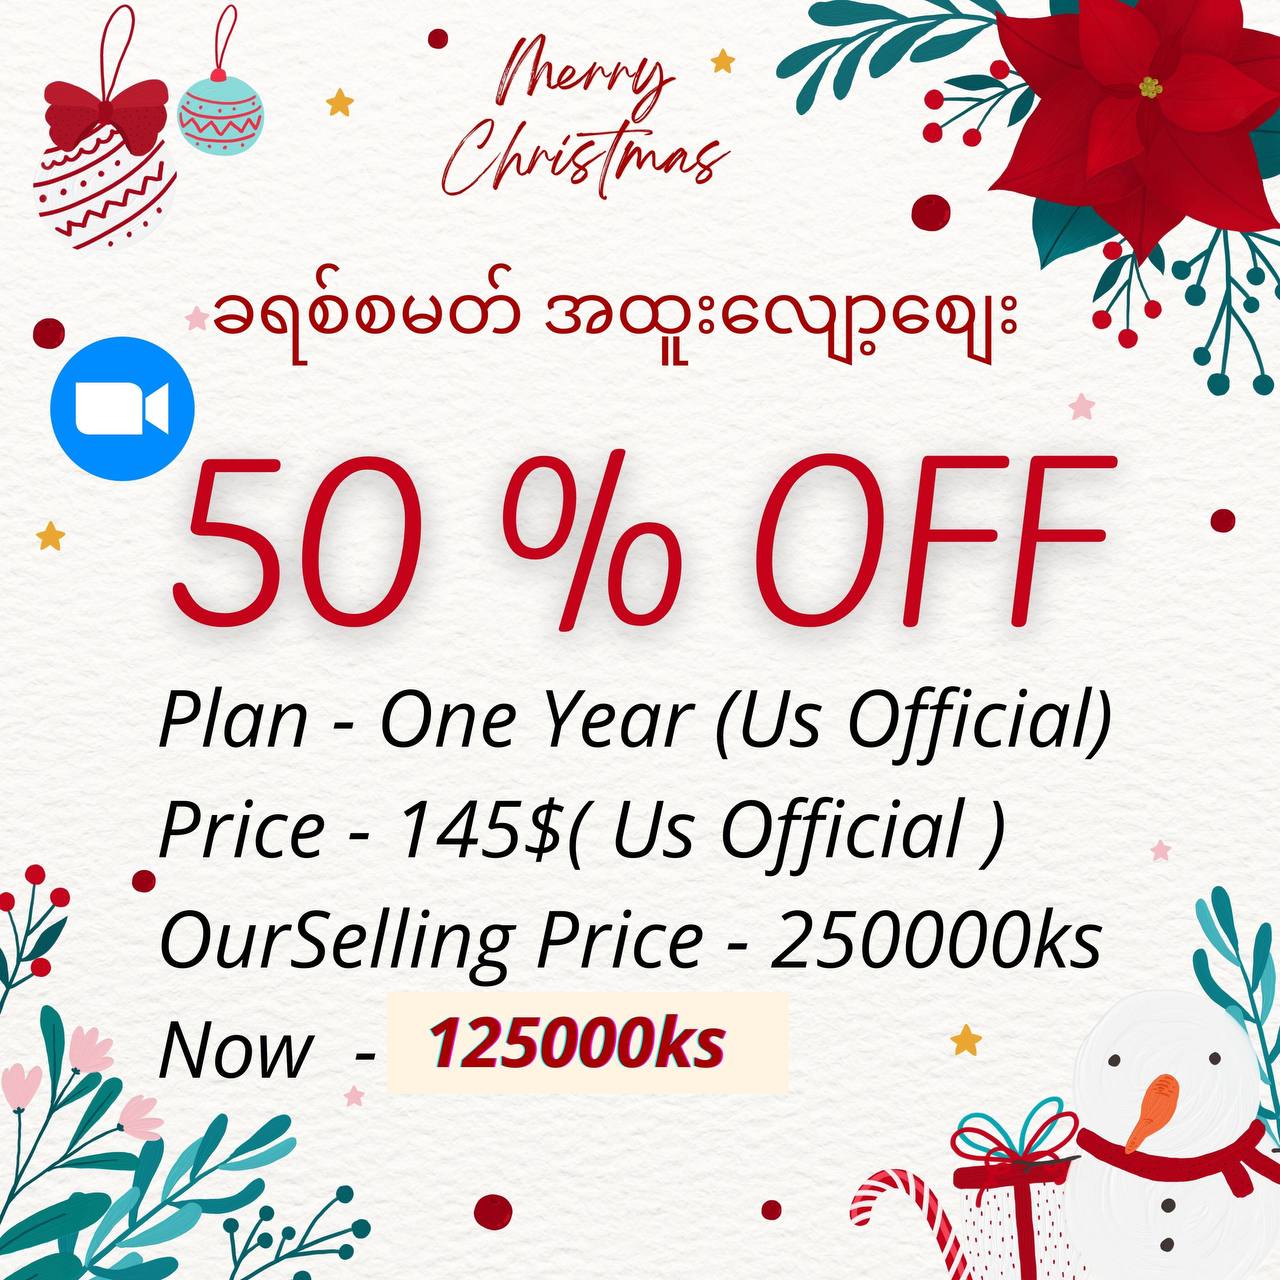 Merry
Christmas
ခရစ်စမတ် အထူးလျော့ဈေး
50 % OFF
Plan - One Year (Us Official)
Price - 145$( Us Official )
OurSelling Price - 250000ks
Now - 125000ks